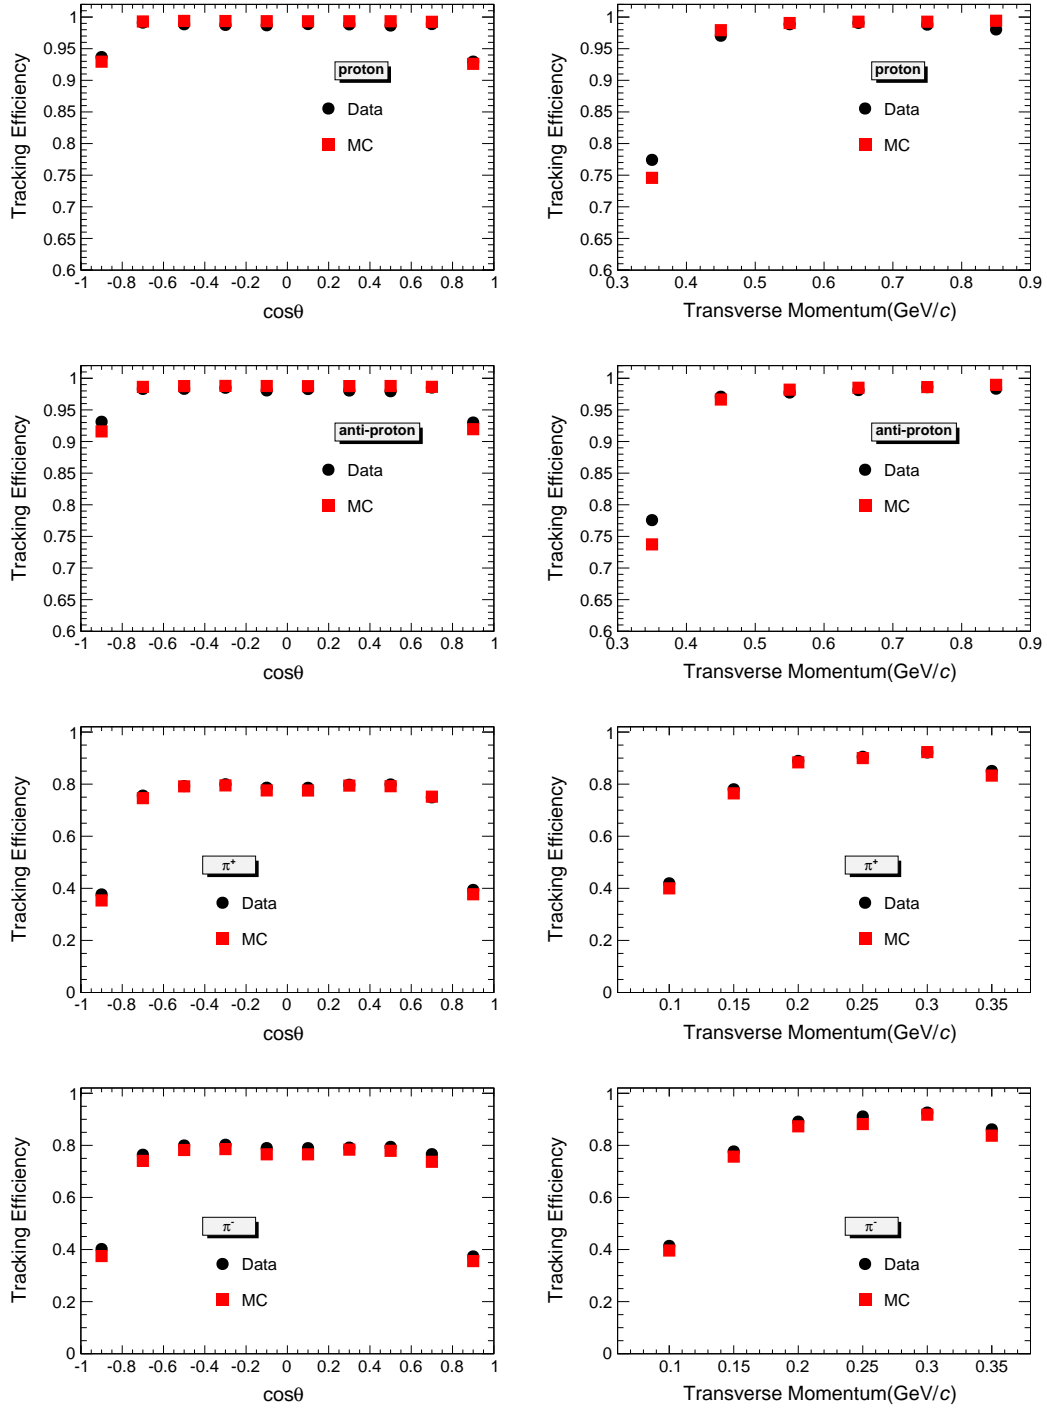 1
0.95
0.9
0.85
0.8
0.75
0.7
0.65
0.6
-1 -0.8 -0.6 -0.4 -0.2 0 0.2 0.4 0.6 0.8 1
Tracking Efficiency
cosθ
proton
Data
MC
1
0.95
0.9
0.85
0.8
0.75
0.7
0.65
0.6
0.3 0.4 0.5 0.6 0.7 0.8 0.9
Tracking Efficiency
Transverse Momentum(GeV/c)
proton
Data
MC
1
0.95
0.9
0.85
0.8
0.75
0.7
0.65
0.6
-1 -0.8 -0.6 -0.4 -0.2 0 0.2 0.4 0.6 0.8 1
Tracking Efficiency
cosθ
anti-proton
Data
MC
1
0.95
0.9
0.85
0.8
0.75
0.7
0.65
0.6
0.3 0.4 0.5 0.6 0.7 0.8 0.9
Tracking Efficiency
Transverse Momentum(GeV/c)
anti-proton
Data
MC
1
0.8
0.6
0.4
0.2
0
-1 -0.8 -0.6 -0.4 -0.2 0 0.2 0.4 0.6 0.8 1
Tracking Efficiency
cosθ
π⁺
Data
MC
1
0.8
0.6
0.4
0.2
0
0.1 0.15 0.2 0.25 0.3 0.35
Tracking Efficiency
Transverse Momentum(GeV/c)
π⁺
Data
MC
1
0.8
0.6
0.4
0.2
0
-1 -0.8 -0.6 -0.4 -0.2 0 0.2 0.4 0.6 0.8 1
Tracking Efficiency
cosθ
π⁻
Data
MC
1
0.8
0.6
0.4
0.2
0
0.1 0.15 0.2 0.25 0.3 0.35
Tracking Efficiency
Transverse Momentum(GeV/c)
π⁻
Data
MC